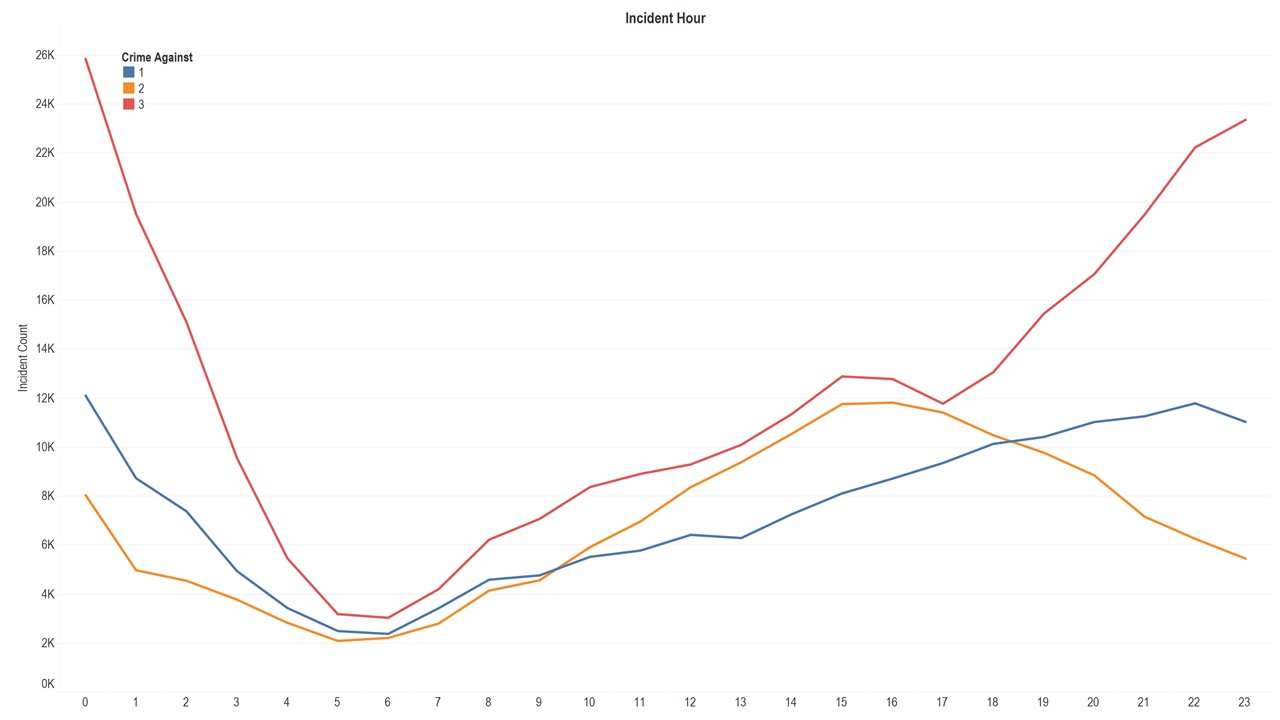 Incident Hour
Crime Against
1
2
3
Incident Count
26K
24K
22K
20K
18K
16K
14K
12K
10K
8K
6K
4K
2K
0K
0 1 2 3 4 5 6 7 8 9 10 11 12 13 14 15 16 17 18 19 20 21 22 23